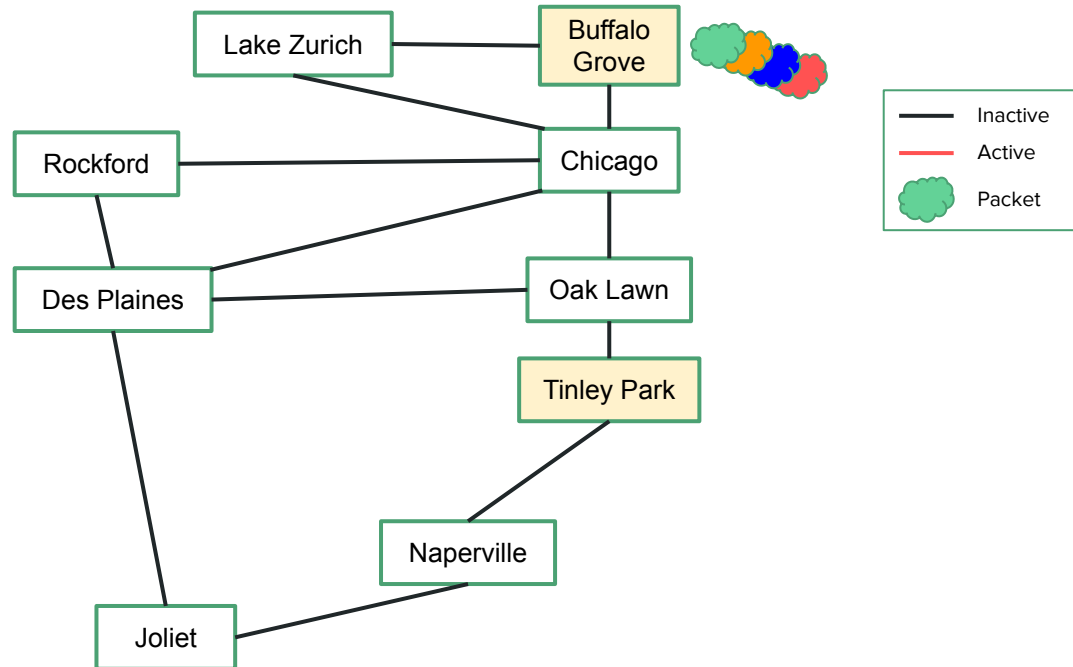 Lake Zurich
Buffalo
Grove
Inactive
Active
Packet
Rockford
Chicago
Des Plaines
Oak Lawn
Tinley Park
Naperville
Joliet